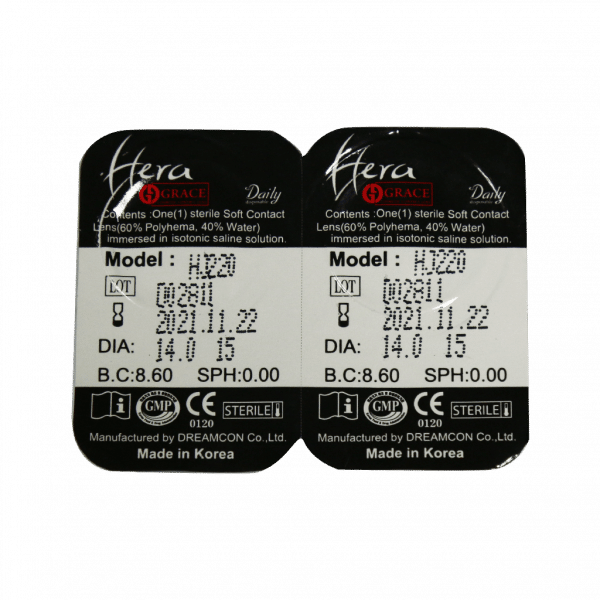 Hera
GRACE
Daily
disposable
Contents :One(1) sterile Soft Contact
Lens(60% Polyhema, 40% Water)
immersed in isotonic saline solution.
Model : HJ220
LOT DQ2811
2021.11.22
DIA: 14.0 15
B.C:8.60 SPH:0.00
GMP CE 0120 STERILE
Manufactured by DREAMCON Co.,Ltd.
Made in Korea
Hera
GRACE
Daily
disposable
Contents :One(1) sterile Soft Contact
Lens(60% Polyhema, 40% Water)
immersed in isotonic saline solution.
Model : HJ220
LOT DQ2811
2021.11.22
DIA: 14.0 15
B.C:8.60 SPH:0.00
GMP CE 0120 STERILE
Manufactured by DREAMCON Co.,Ltd.
Made in Korea